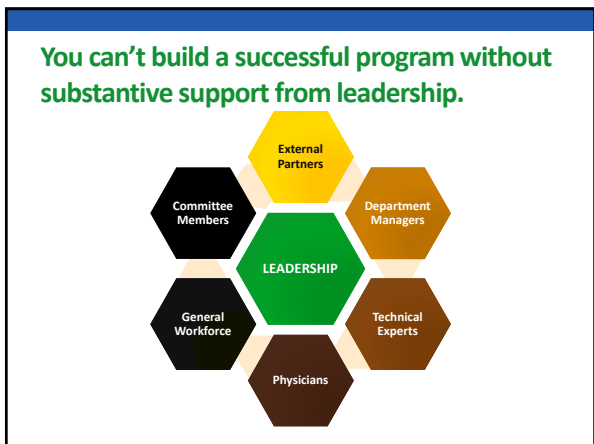 You can’t build a successful program without
substantive support from leadership.
External
Partners
Committee
Members
Department
Managers
LEADERSHIP
General
Workforce
Technical
Experts
Physicians